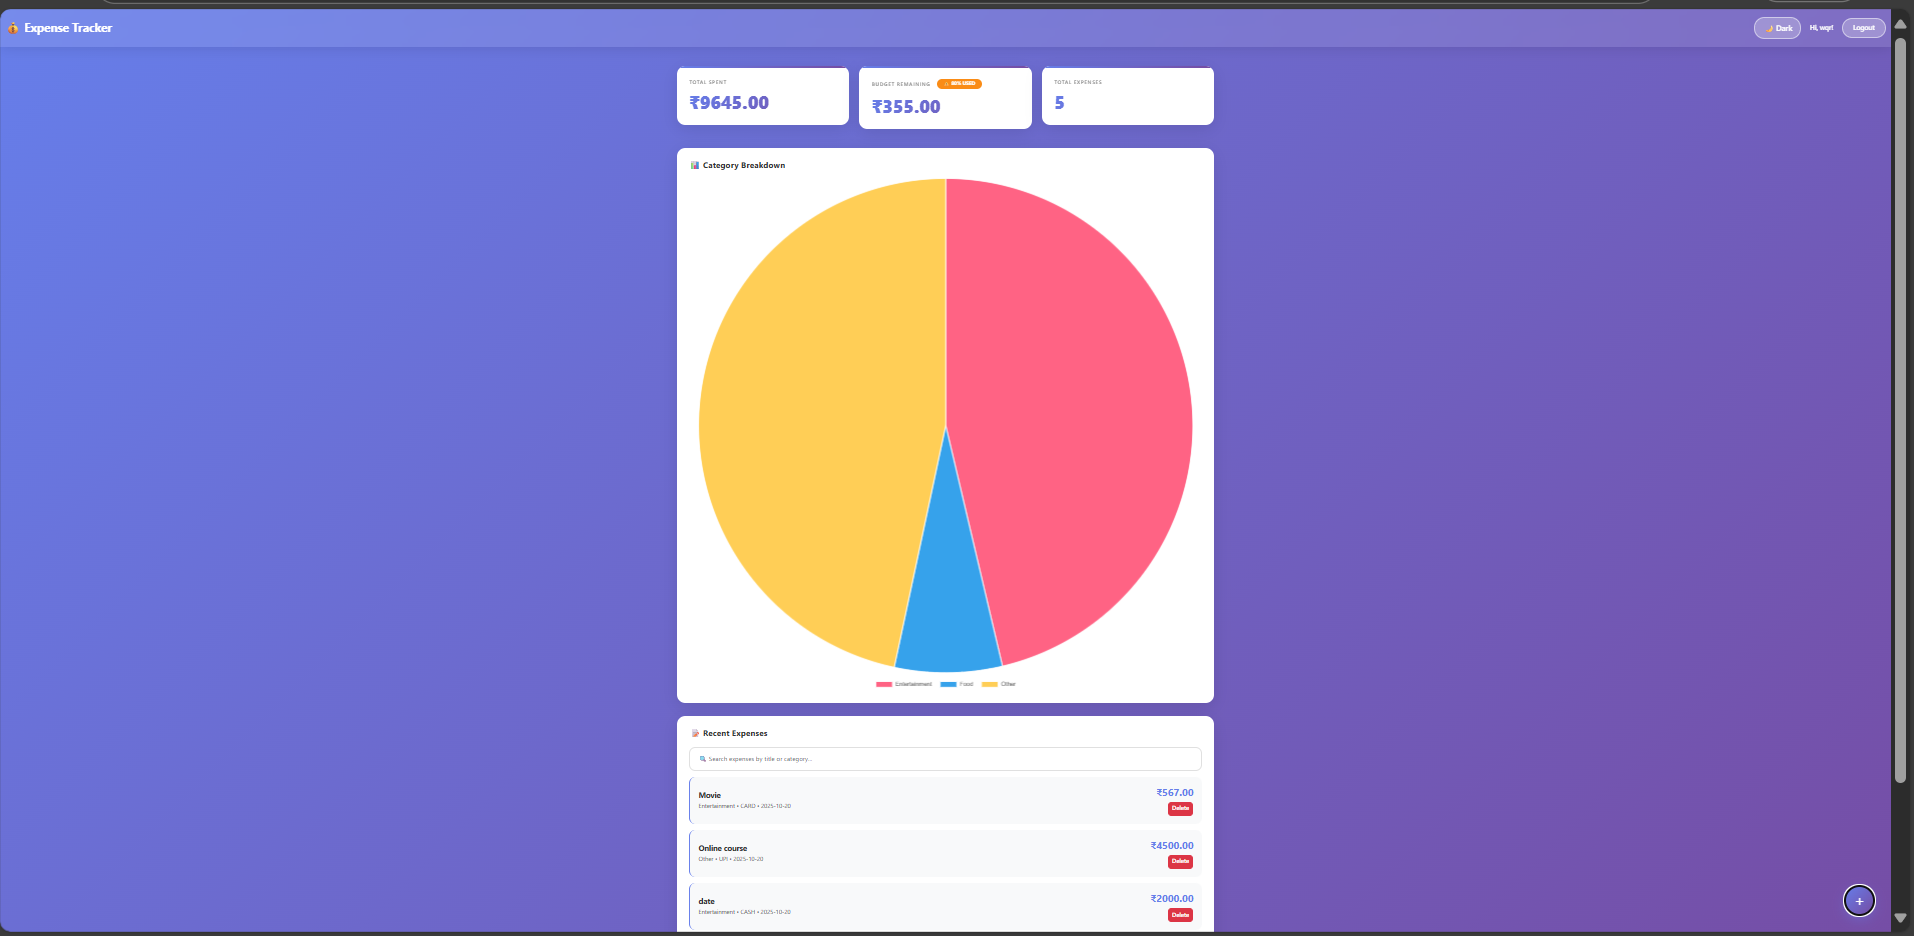 Expense Tracker
Dark
Hi, wqr!
Logout
TOTAL SPENT
₹9645.00
BUDGET REMAINING
USED
₹355.00
TOTAL EXPENSES
5
Category Breakdown
Entertainment
Food
Other
Recent Expenses
Search expenses by title or category...
Movie
Entertainment • CARD • 2025-10-20
₹567.00
Delete
Online course
Other • UPI • 2025-10-20
₹4500.00
Delete
date
Entertainment • CASH • 2025-10-20
₹2000.00
Delete
+